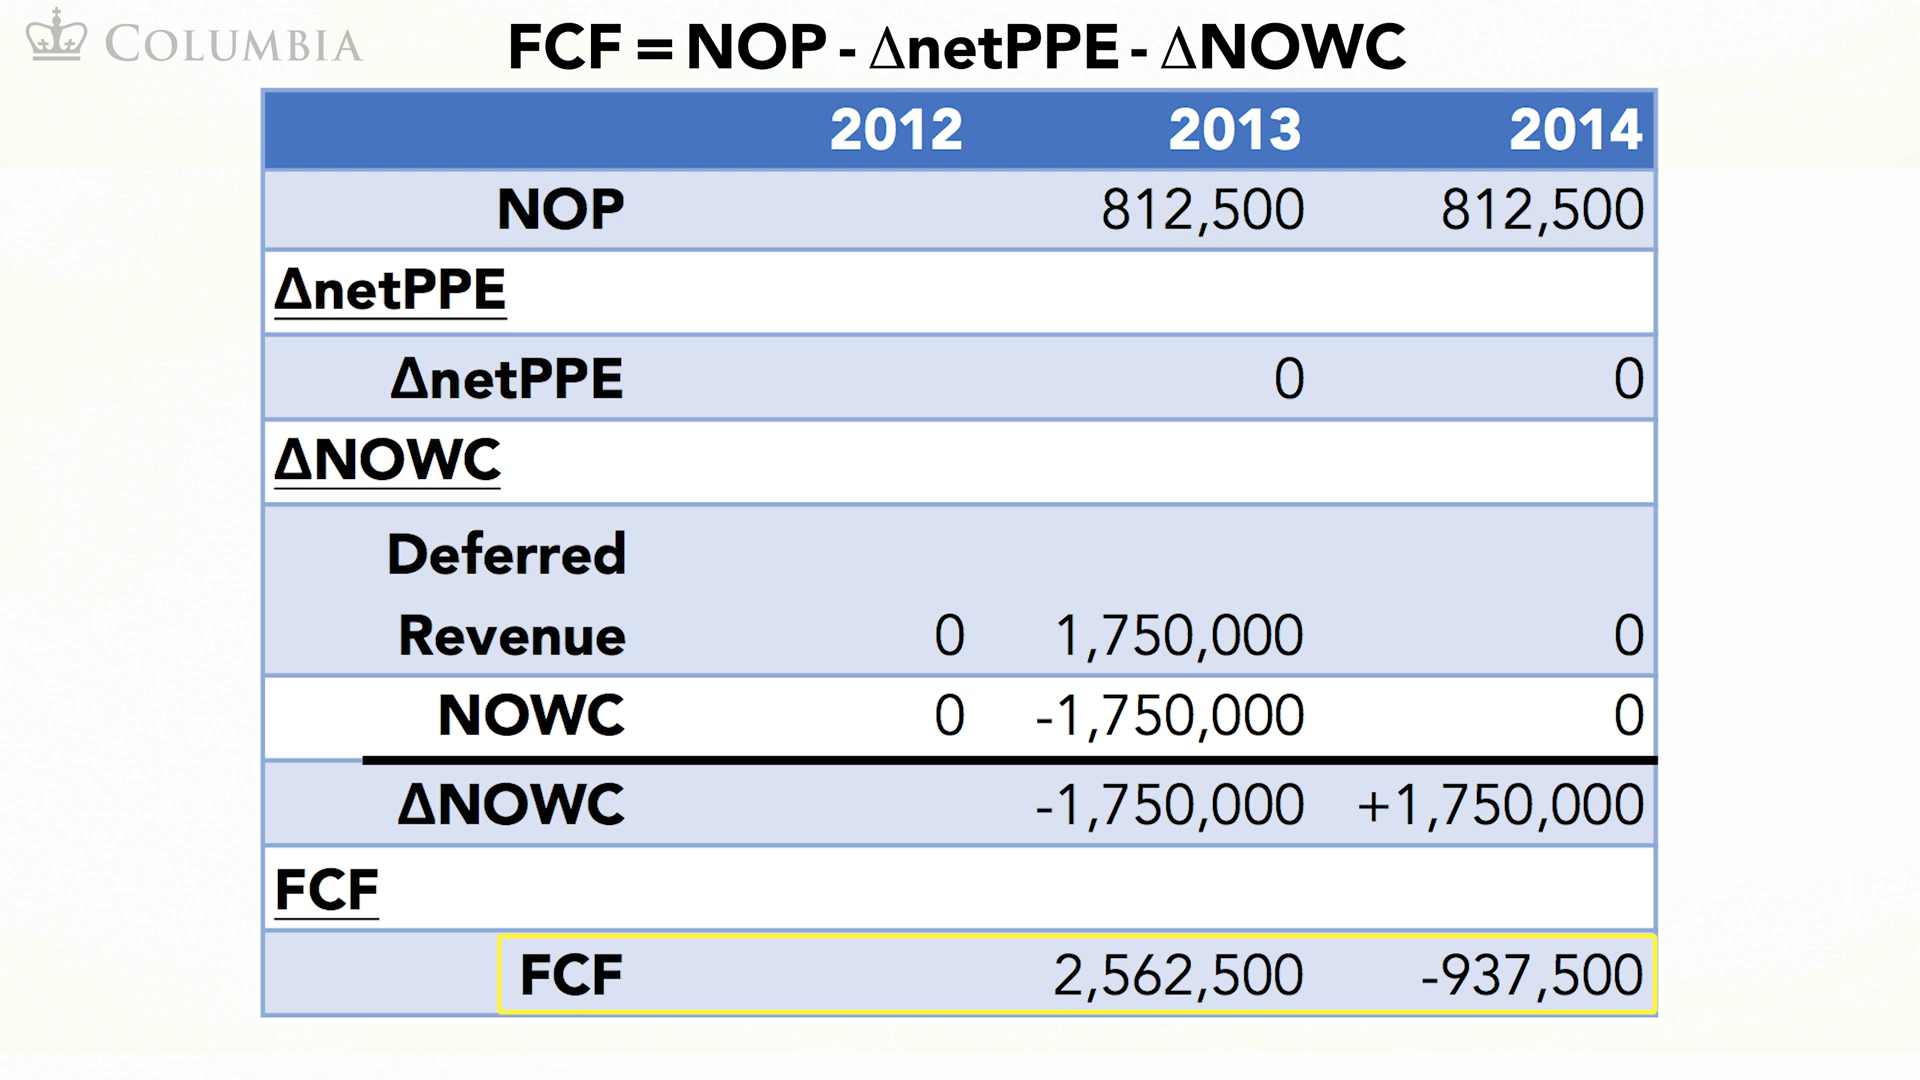 COLUMBIA
FCF = NOP - ΔnetPPE - ΔNOWC
2012 2013 2014
NOP 812,500 812,500
ΔnetPPE
ΔnetPPE 0 0
ΔNOWC
Deferred
Revenue 0 1,750,000 0
NOWC 0 -1,750,000 0
ΔNOWC -1,750,000 +1,750,000
FCF
FCF 2,562,500 -937,500